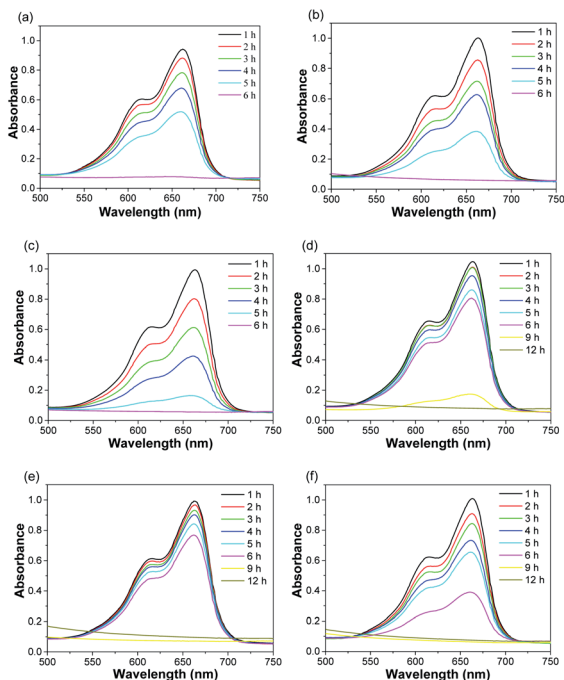 (a)
1 h
2 h
3 h
4 h
5 h
6 h
Absorbance
1.0
0.8
0.6
0.4
0.2
0.0
500 550 600 650 700 750
Wavelength (nm)
(b)
1 h
2 h
3 h
4 h
5 h
6 h
Absorbance
1.0
0.8
0.6
0.4
0.2
0.0
500 550 600 650 700 750
Wavelength (nm)
(c)
1 h
2 h
3 h
4 h
5 h
6 h
Absorbance
1.0
0.8
0.6
0.4
0.2
0.0
500 550 600 650 700 750
Wavelength (nm)
(d)
1 h
2 h
3 h
4 h
5 h
6 h
9 h
12 h
Absorbance
1.0
0.8
0.6
0.4
0.2
0.0
500 550 600 650 700 750
Wavelength (nm)
(e)
1 h
2 h
3 h
4 h
5 h
6 h
9 h
12 h
Absorbance
1.0
0.8
0.6
0.4
0.2
0.0
500 550 600 650 700 750
Wavelength (nm)
(f)
1 h
2 h
3 h
4 h
5 h
6 h
9 h
12 h
Absorbance
1.0
0.8
0.6
0.4
0.2
0.0
500 550 600 650 700 750
Wavelength (nm)